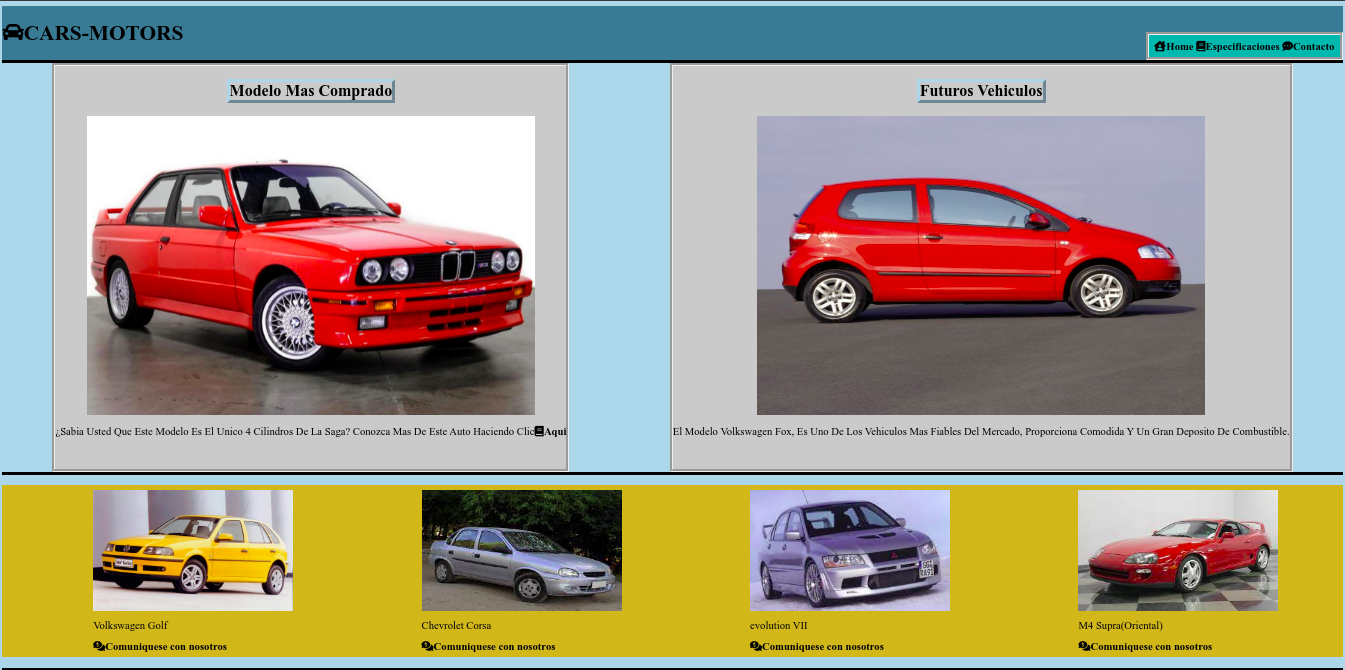 CARS-MOTORS
Home Especificaciones Contacto
Modelo Mas Comprado
Futuros Vehiculos
¿Sabia Usted Que Este Modelo Es El Unico 4 Cilindros De La Saga? Conozca Mas De Este Auto Haciendo Clic Aqui
El Modelo Volkswagen Fox, Es Uno De Los Vehiculos Mas Fiables Del Mercado, Proporciona Comodida Y Un Gran Deposito De Combustible.
Volkswagen Golf
Chevrolet Corsa
evolution VII
M4 Supra(Oriental)
Comuniquese con nosotros
Comuniquese con nosotros
Comuniquese con nosotros
Comuniquese con nosotros